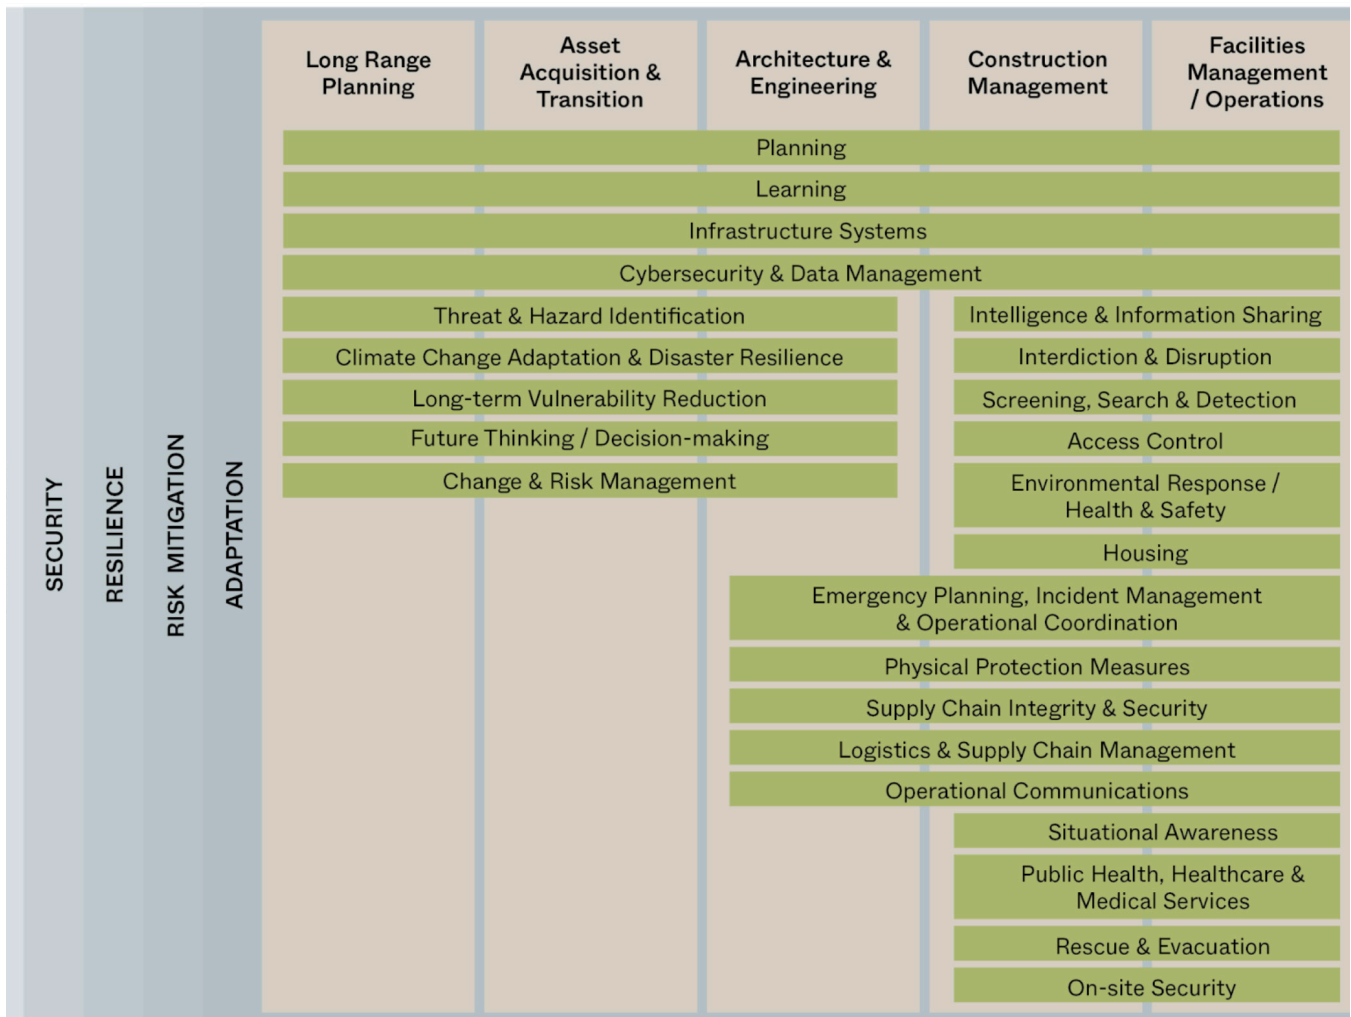 Long Range
Planning
Asset
Acquisition &
Transition
Architecture &
Engineering
Construction
Management
Facilities
Management
/ Operations
Planning
Learning
Infrastructure Systems
Cybersecurity & Data Management
Threat & Hazard Identification
Intelligence & Information Sharing
Climate Change Adaptation & Disaster Resilience
Interdiction & Disruption
Long-term Vulnerability Reduction
Screening, Search & Detection
Future Thinking / Decision-making
Access Control
Change & Risk Management
Environmental Response /
Health & Safety
Housing
Emergency Planning, Incident Management
& Operational Coordination
Physical Protection Measures
Supply Chain Integrity & Security
Logistics & Supply Chain Management
Operational Communications
Situational Awareness
Public Health, Healthcare &
Medical Services
Rescue & Evacuation
On-site Security
SECURITY
RESILIENCE
RISK MITIGATION
ADAPTATION